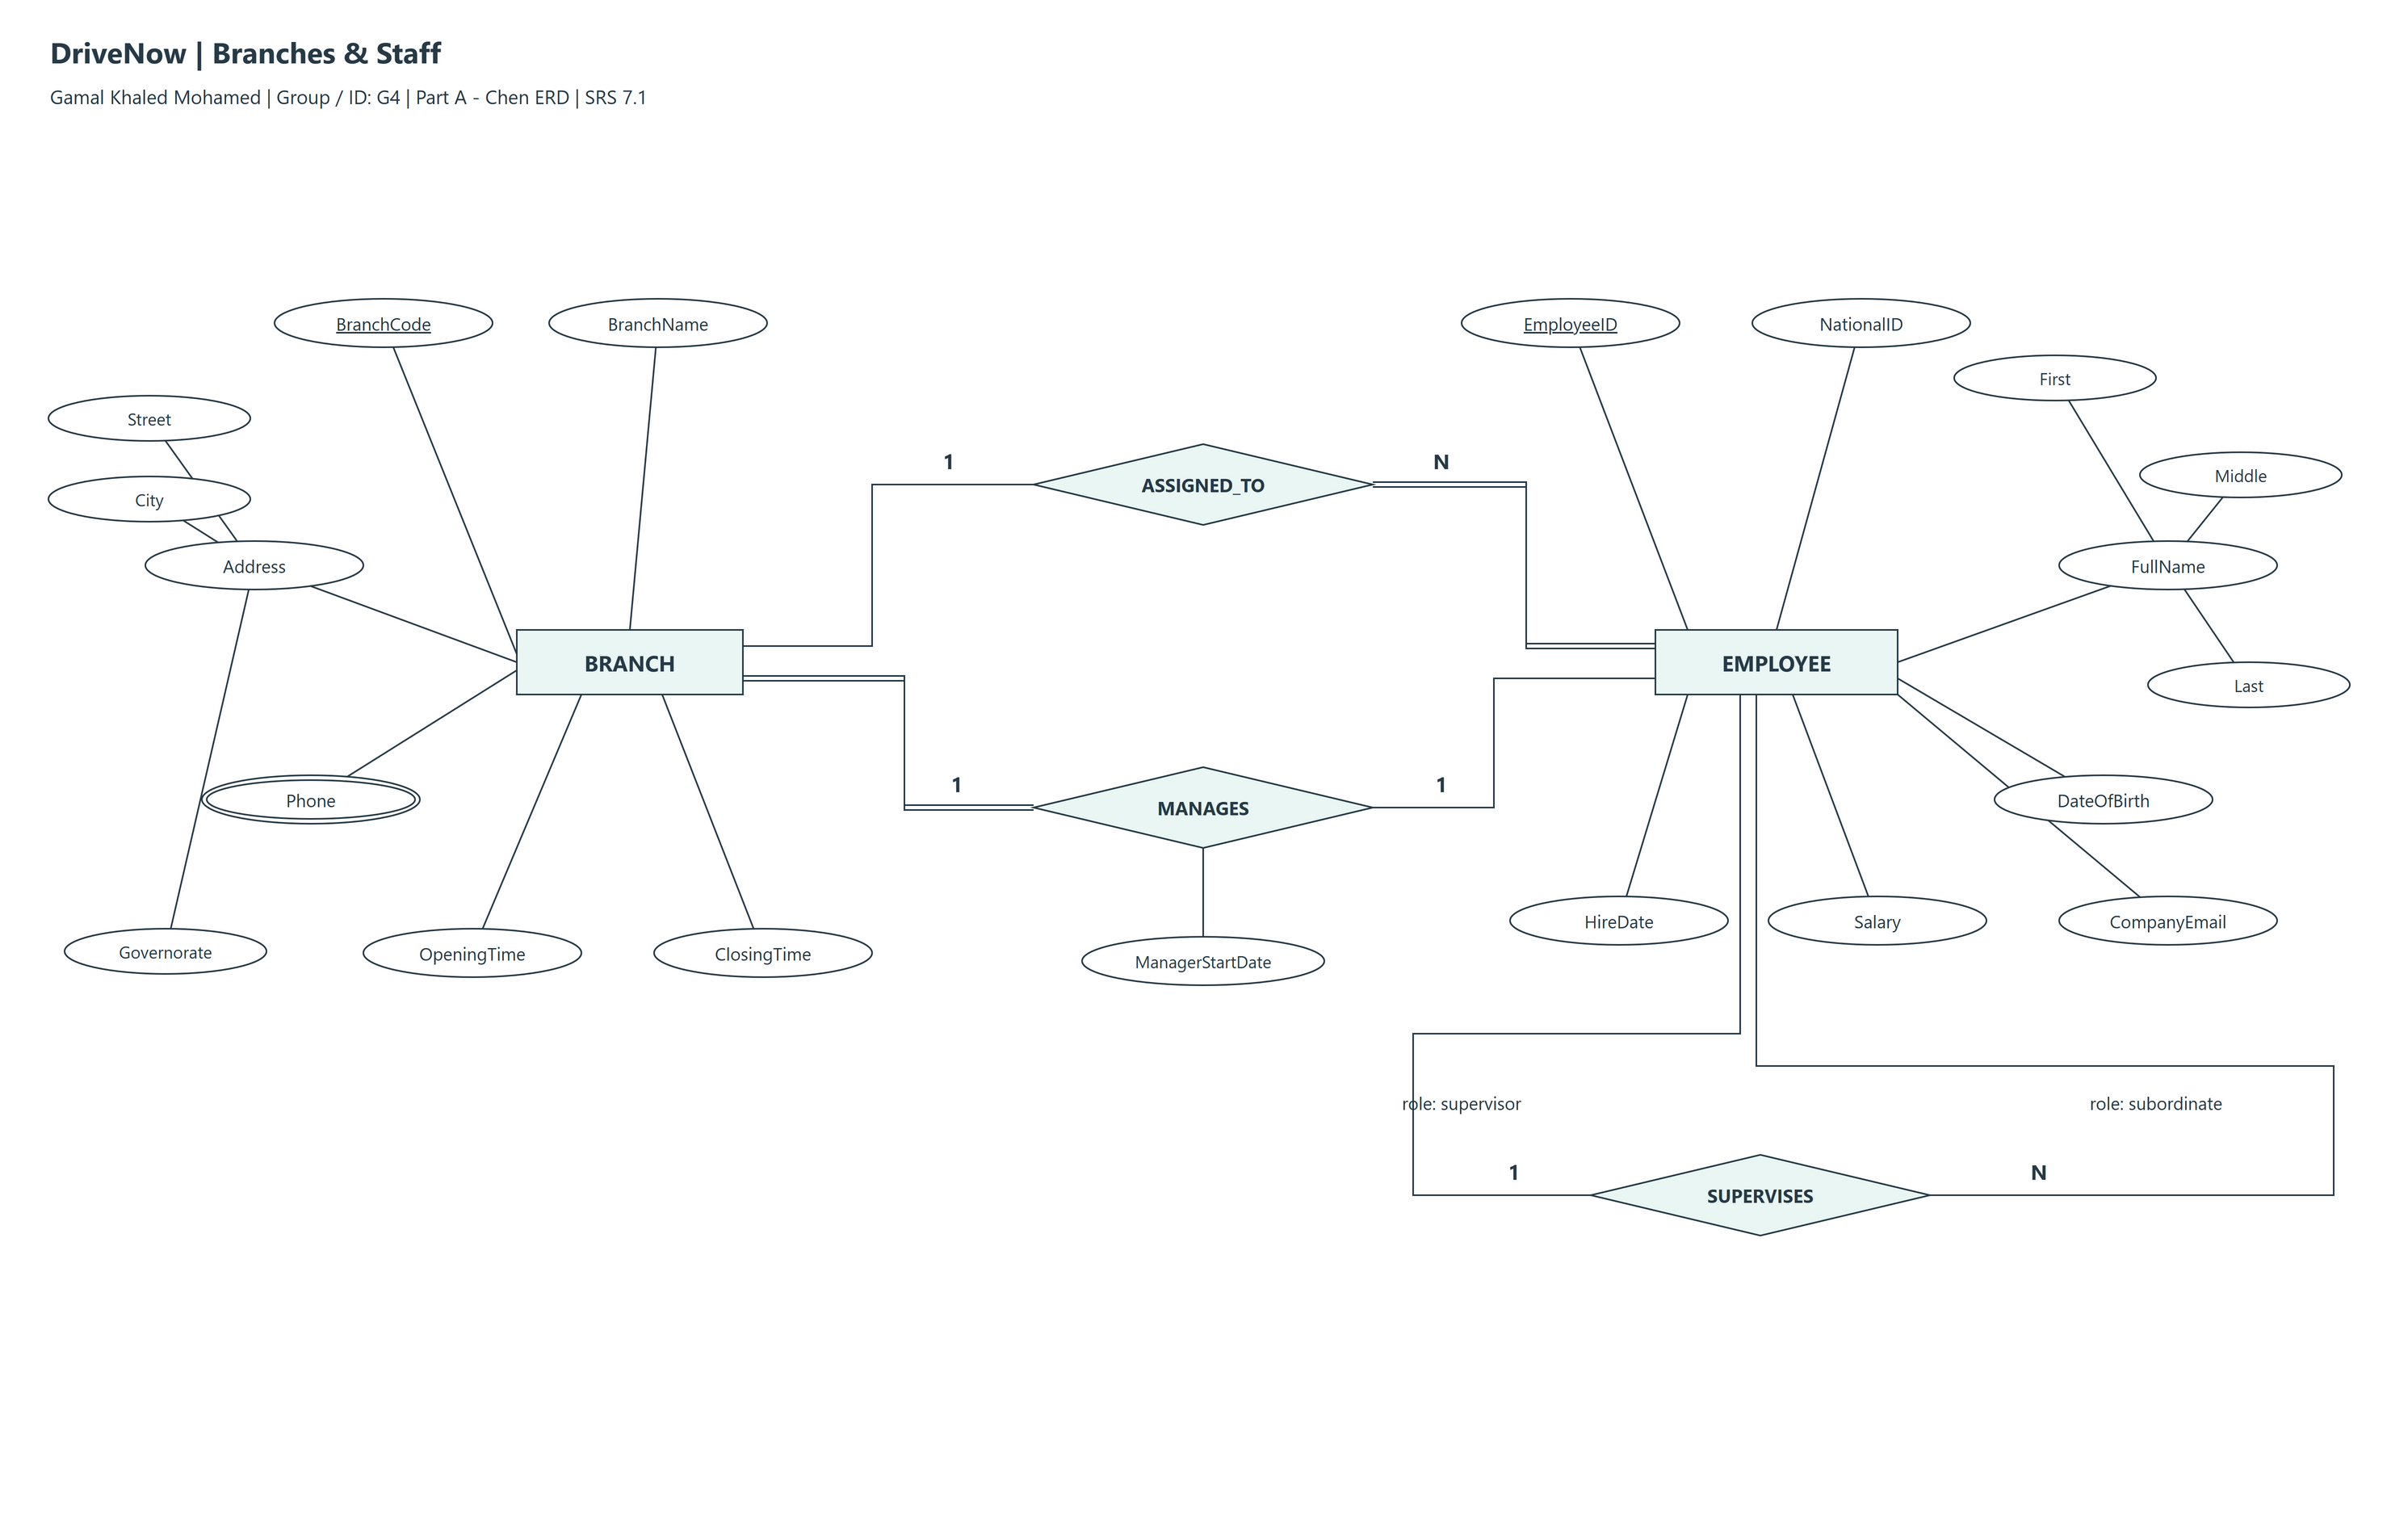 DriveNow | Branches & Staff
Gamal Khaled Mohamed | Group / ID: G4 | Part A - Chen ERD | SRS 7.1
BranchCode
BranchName
EmployeeID
NationalID
First
Street
City
Address
1
ASSIGNED_TO
N
Middle
FullName
BRANCH
EMPLOYEE
Last
Phone
1
MANAGES
1
DateOfBirth
Governorate
OpeningTime
ClosingTime
ManagerStartDate
HireDate
Salary
CompanyEmail
role: supervisor
role: subordinate
1
SUPERVISES
N